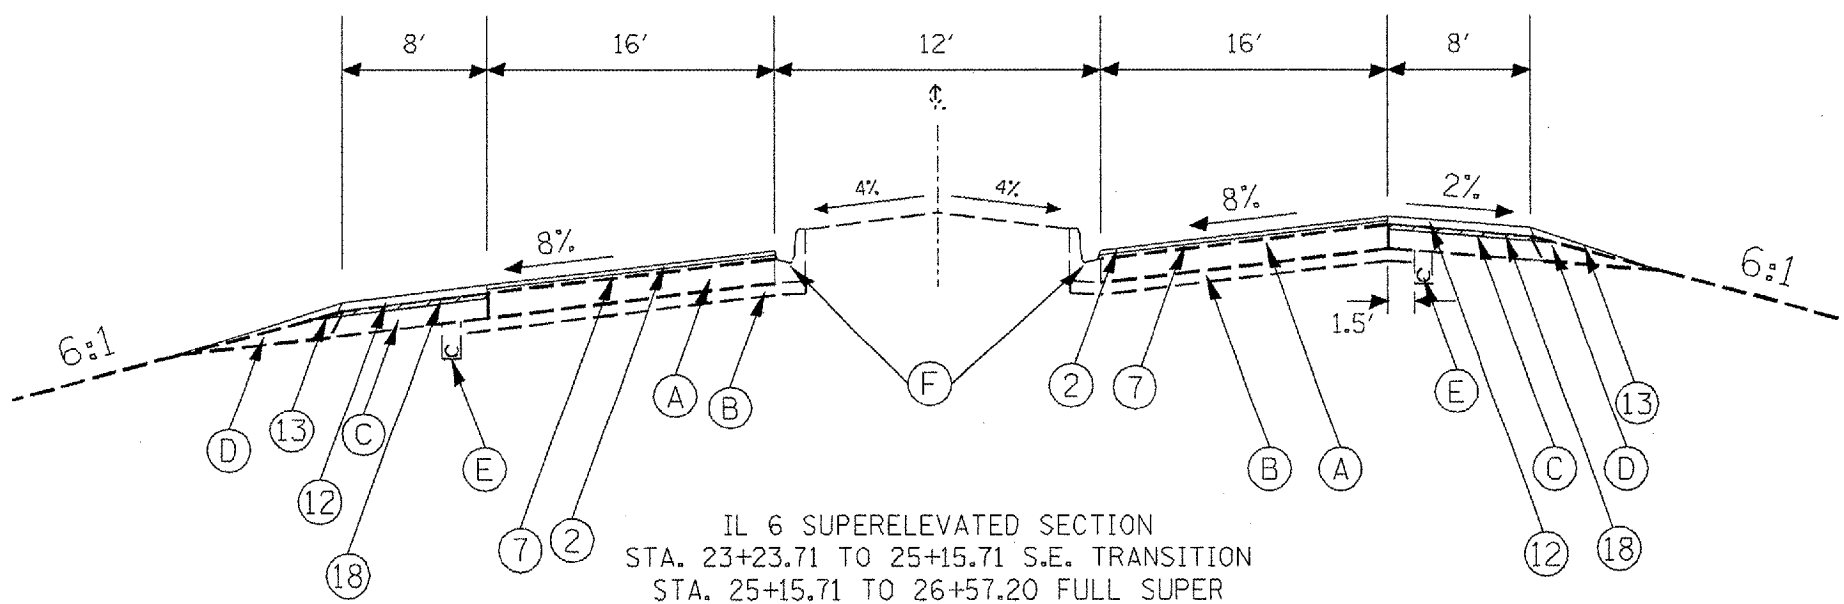 8' 16' 12' 16' 8'
℄
4% 4%
8% 2%
8%
6:1 6:1
1.5'
F 2 7 E
A B 13
D 13 C E B A C D
12
7 2 12 18
18
IL 6 SUPERELEVATED SECTION
STA. 23+23.71 TO 25+15.71 S.E. TRANSITION
STA. 25+15.71 TO 26+57.20 FULL SUPER